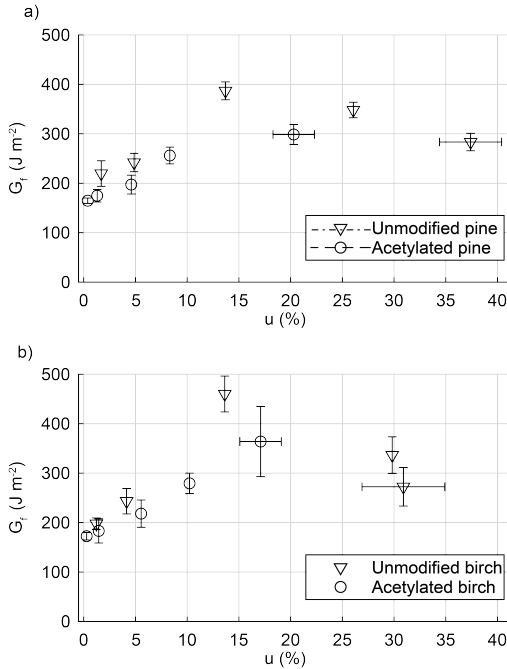 a)
500
400
300
200
100
0
G_f (J m⁻²)
Unmodified pine
Acetylated pine
0 5 10 15 20 25 30 35 40
u (%)
b)
500
400
300
200
100
0
G_f (J m⁻²)
Unmodified birch
Acetylated birch
0 5 10 15 20 25 30 35 40
u (%)